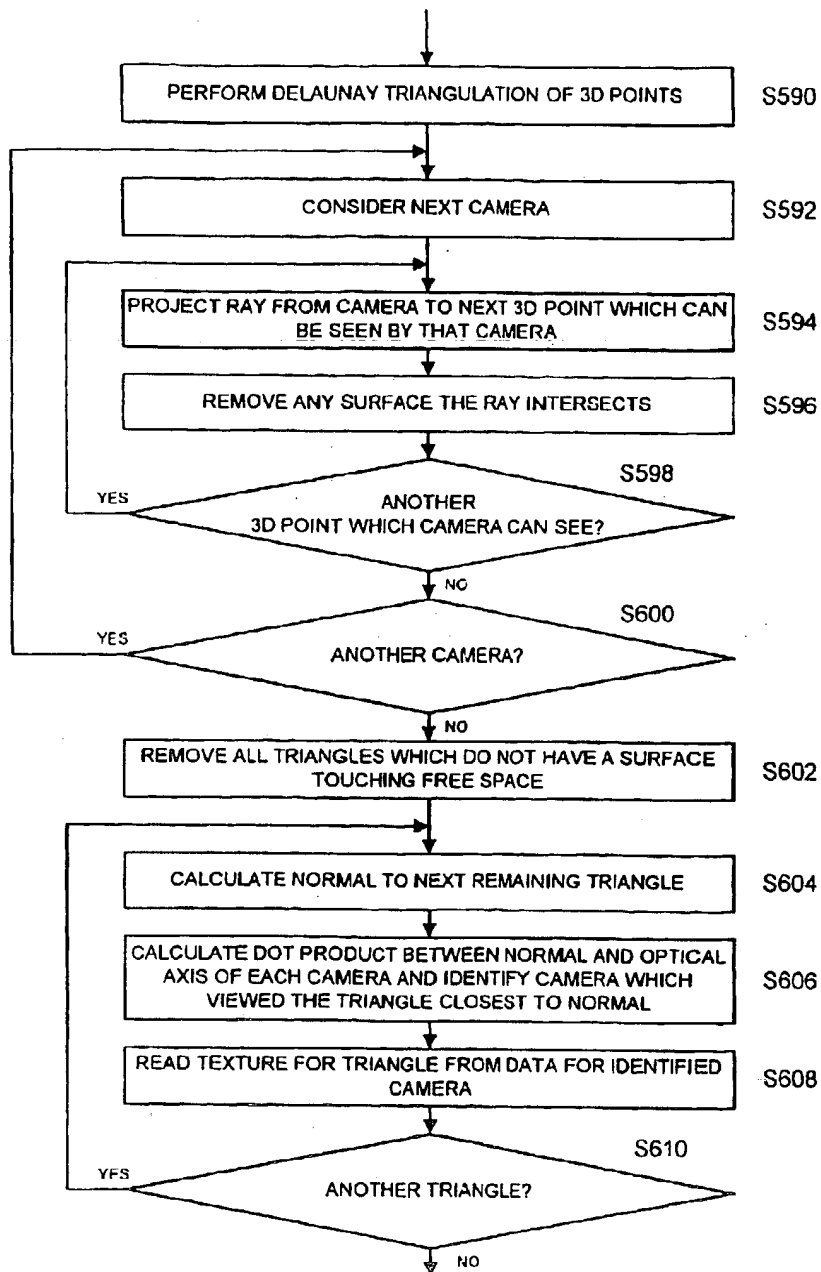 PERFORM DELAUNAY TRIANGULATION OF 3D POINTS
S590
CONSIDER NEXT CAMERA
S592
PROJECT RAY FROM CAMERA TO NEXT 3D POINT WHICH CAN
BE SEEN BY THAT CAMERA
S594
REMOVE ANY SURFACE THE RAY INTERSECTS
S596
S598
YES
ANOTHER
3D POINT WHICH CAMERA CAN SEE?
NO
S600
YES
ANOTHER CAMERA?
NO
REMOVE ALL TRIANGLES WHICH DO NOT HAVE A SURFACE
TOUCHING FREE SPACE
S602
CALCULATE NORMAL TO NEXT REMAINING TRIANGLE
S604
CALCULATE DOT PRODUCT BETWEEN NORMAL AND OPTICAL
AXIS OF EACH CAMERA AND IDENTIFY CAMERA WHICH
VIEWED THE TRIANGLE CLOSEST TO NORMAL
S606
READ TEXTURE FOR TRIANGLE FROM DATA FOR IDENTIFIED
CAMERA
S608
S610
YES
ANOTHER TRIANGLE?
NO